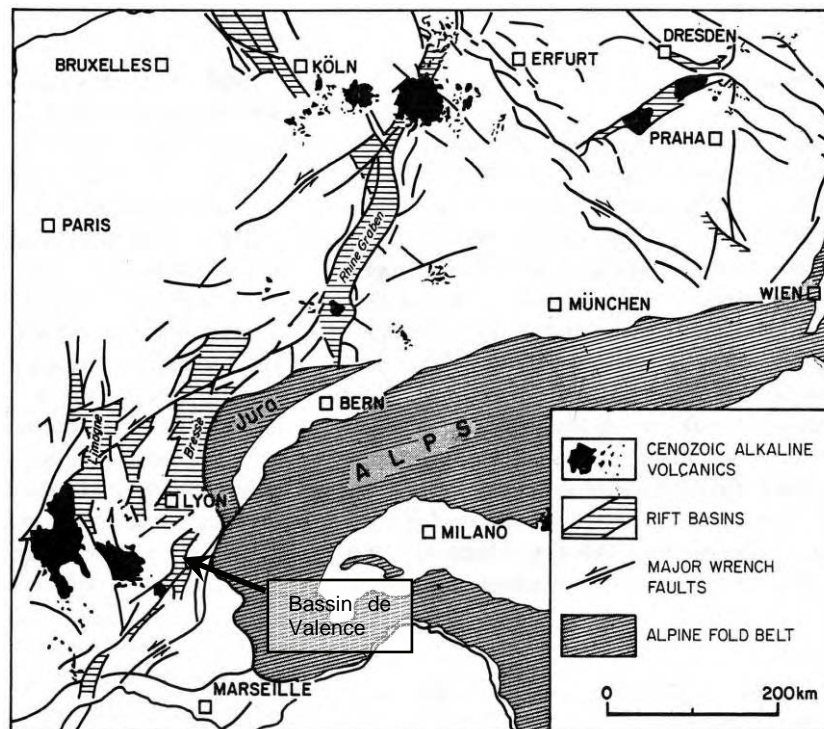 DRESDEN
BRUXELLES
KÖLN
ERFURT
PRAHA
PARIS
Rhine Graben
MÜNCHEN
WIEN
Jura
BERN
Limagne
Bresse
ALPS
LYON
MILANO
Bassin de
Valence
MARSEILLE
CENOZOIC ALKALINE
VOLCANICS
RIFT BASINS
MAJOR WRENCH
FAULTS
ALPINE FOLD BELT
0 200km